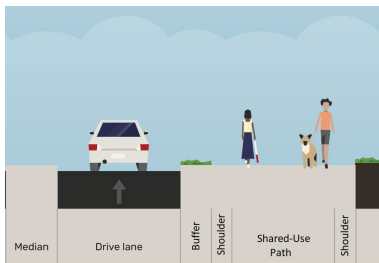 Median
Drive lane
Buffer
Shoulder
Shared-Use
Path
Shoulder